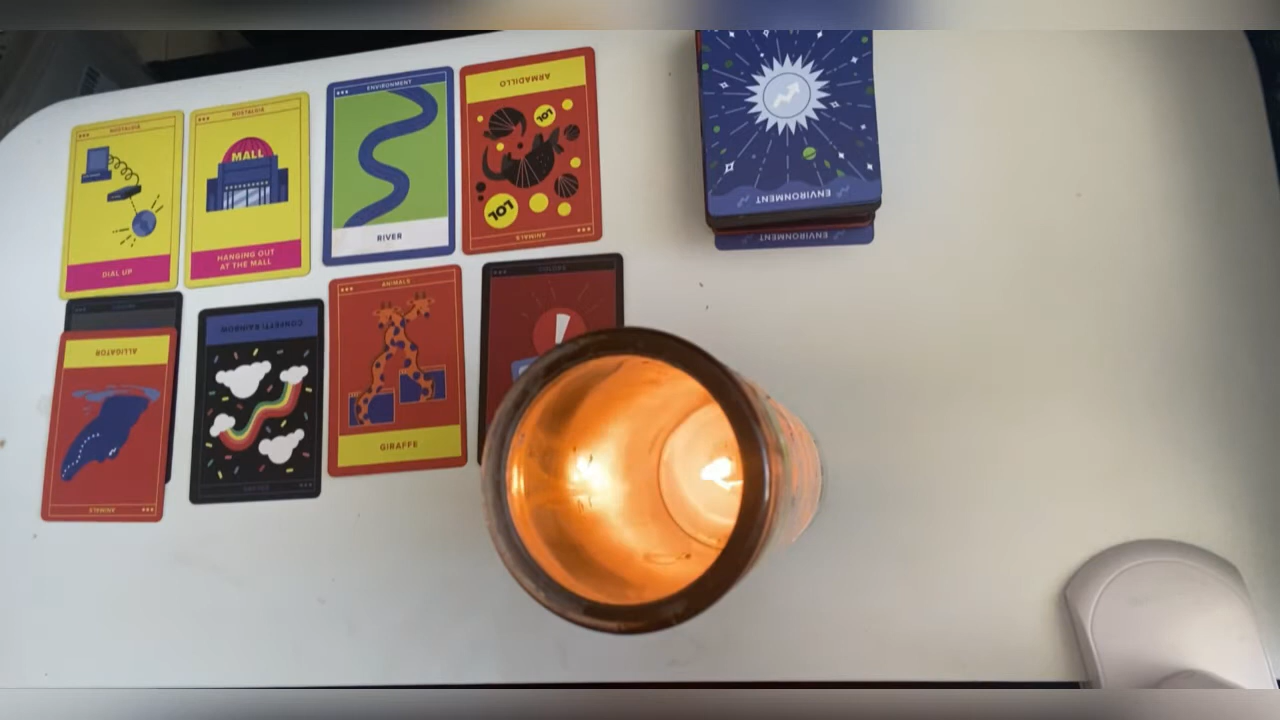 NOSTALGIA
DIAL UP
NOSTALGIA
MALL
HANGING OUT
AT THE MALL
ENVIRONMENT
RIVER
ARMADILLO
LOL
LOL
ANIMALS
ENVIRONMENT
ENVIRONMENT
ALLIGATOR
ANIMALS
CONFETTI RAINBOW
ANIMALS
GIRAFFE